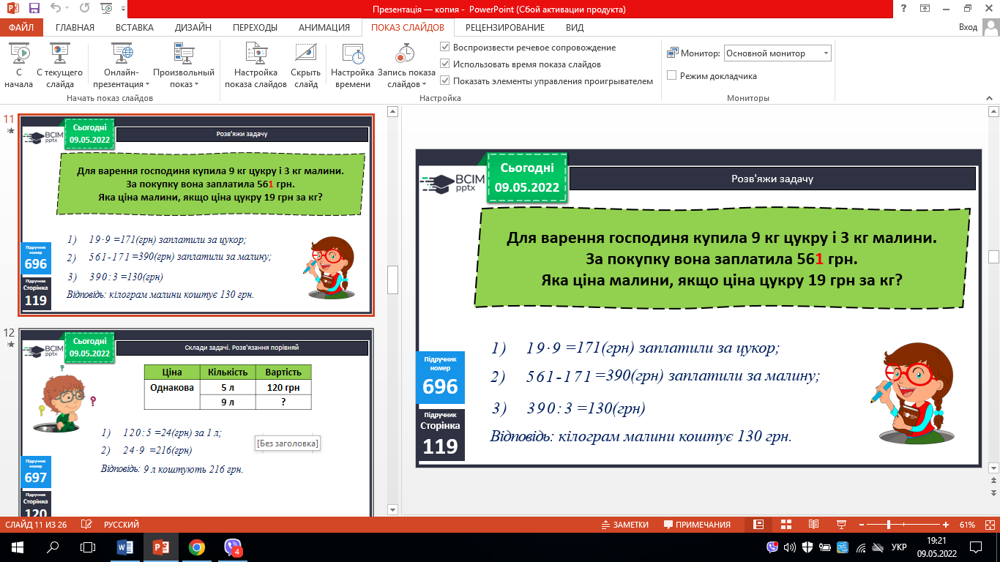 Презентація — копия - PowerPoint (Сбой активации продукта)
ФАЙЛ ГЛАВНАЯ ВСТАВКА ДИЗАЙН ПЕРЕХОДЫ АНИМАЦИЯ ПОКАЗ СЛАЙДОВ РЕЦЕНЗИРОВАНИЕ ВИД Вход
С начала
С текущего слайда
Онлайн-презентация
Произвольный показ
Начать показ слайдов
Настройка показа слайдов
Скрыть слайд
Настройка времени
Запись показа слайдов
Воспроизвести речевое сопровождение
Использовать время показа слайдов
Показать элементы управления проигрывателем
Настройка
Монитор: Основной монитор
Режим докладчика
Мониторы
11
BCIM pptx
Сьогодні
09.05.2022
Розв'яжи задачу
Для варення господиня купила 9 кг цукру і 3 кг малини.
За покупку вона заплатила 561 грн.
Яка ціна малини, якщо ціна цукру 19 грн за кг?
1) 19·9 =171(грн) заплатили за цукор;
2) 561-171=390(грн) заплатили за малину;
3) 390:3 =130(грн)
Відповідь: кілограм малини коштує 130 грн.
Підручник
номер
696
Підручник
Сторінка
119
12
BCIM pptx
Сьогодні
09.05.2022
Склади задачі. Розв'язання порівняй
Ціна Кількість Вартість
Однакова 5 л 120 грн
9 л ?
1) 120:5 =24(грн) за 1 л;
2) 24·9 =216(грн)
Відповідь: 9 л коштують 216 грн.
[Без заголовка]
Підручник
номер
697
Підручник
Сторінка
120
BCIM
pptx
Сьогодні
09.05.2022
Розв'яжи задачу
Для варення господиня купила 9 кг цукру і 3 кг малини.
За покупку вона заплатила 561 грн.
Яка ціна малини, якщо ціна цукру 19 грн за кг?
1) 19·9 =171(грн) заплатили за цукор;
2) 561-171=390(грн) заплатили за малину;
3) 390:3 =130(грн)
Відповідь: кілограм малини коштує 130 грн.
Підручник
номер
696
Підручник
Сторінка
119
СЛАЙД 11 ИЗ 26 РУССКИЙ ЗАМЕТКИ ПРИМЕЧАНИЯ 61%
4
УКР
19:21
09.05.2022